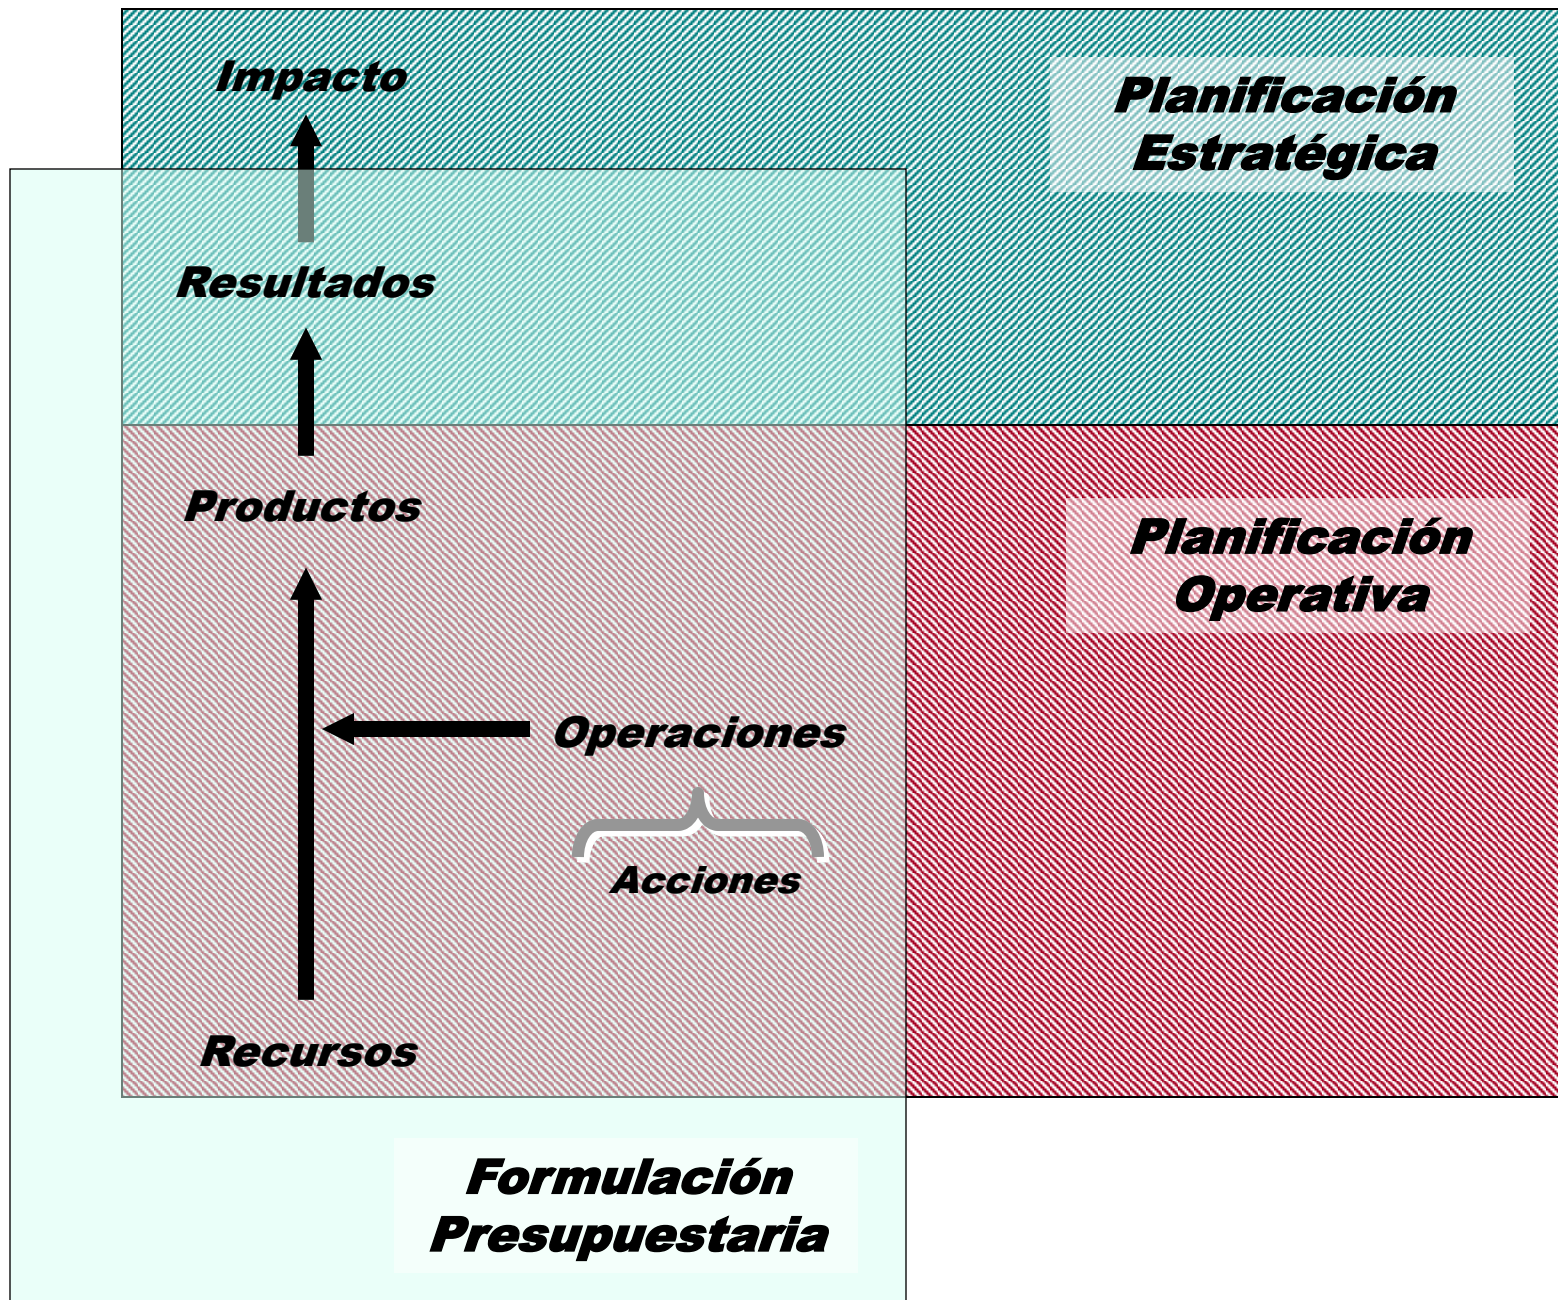 Impacto
Planificación
Estratégica
Resultados
Productos
Planificación
Operativa
Operaciones
Acciones
Recursos
Formulación
Presupuestaria